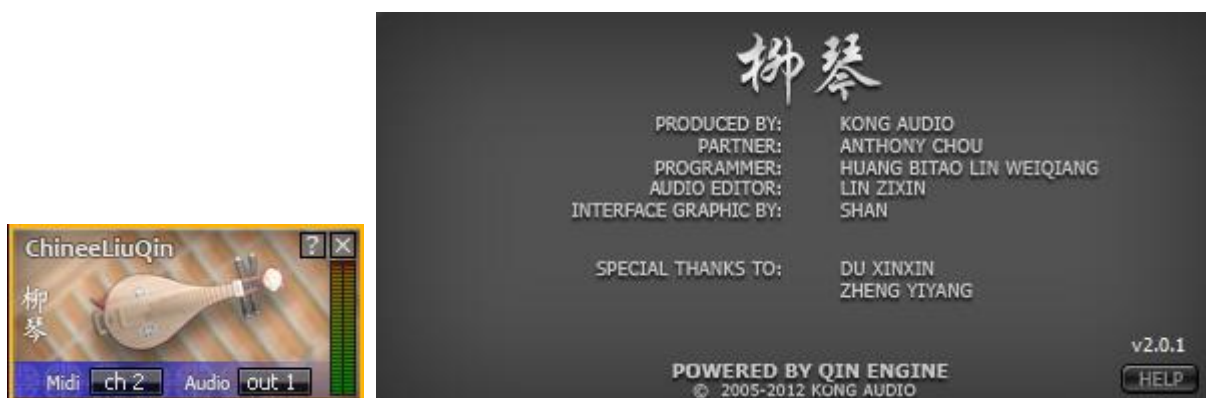 ChineeLiuQin ? ×
柳
琴
Midi ch 2 Audio out 1
柳琴
PRODUCED BY: KONG AUDIO
PARTNER: ANTHONY CHOU
PROGRAMMER: HUANG BITAO LIN WEIQIANG
AUDIO EDITOR: LIN ZIXIN
INTERFACE GRAPHIC BY: SHAN
SPECIAL THANKS TO: DU XINXIN
ZHENG YIYANG
v2.0.1
POWERED BY QIN ENGINE
HELP
© 2005-2012 KONG AUDIO